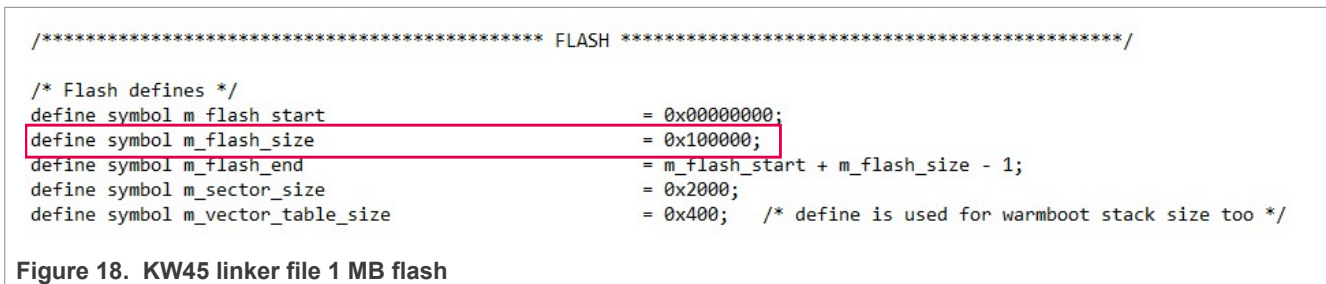 /******************************************** FLASH **********************************************/
/* Flash defines */
define symbol m_flash_start = 0x00000000;
define symbol m_flash_size = 0x100000;
define symbol m_flash_end = m_flash_start + m_flash_size - 1;
define symbol m_sector_size = 0x2000;
define symbol m_vector_table_size = 0x400; /* define is used for warmboot stack size too */
Figure 18. KW45 linker file 1 MB flash